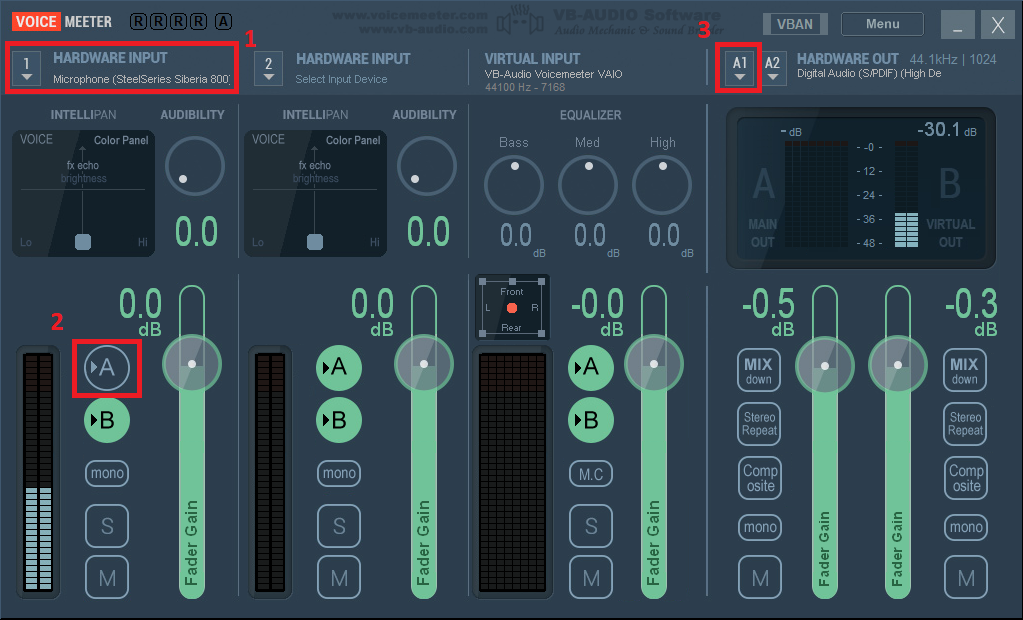 VOICE MEETER R R R R A
www.voicemeeter.com
www.vb-audio.com
VB-AUDIO Software
Audio Mechanic & Sound Breeder
VBAN Menu _ X
1 3
1 HARDWARE INPUT
Microphone (SteelSeries Siberia 800)
2 HARDWARE INPUT
Select Input Device
VIRTUAL INPUT
VB-Audio Voicemeeter VAIO
44100 Hz - 7168
A1 A2 HARDWARE OUT 44.1kHz | 1024
Digital Audio (S/PDIF) (High De
INTELLIPAN AUDIBILITY
VOICE Color Panel
fx echo
brightness
Lo Hi
0.0
INTELLIPAN AUDIBILITY
VOICE Color Panel
fx echo
brightness
Lo Hi
0.0
EQUALIZER
Bass Med High
0.0 dB 0.0 dB 0.0 dB
- dB -30.1 dB
- -0 -
- -12 -
- -24 -
- -36 -
- -48 -
A MAIN OUT
B VIRTUAL OUT
2
0.0 dB
A
B
mono
S
M
Fader Gain
0.0 dB
A
B
mono
S
M
Fader Gain
Front
L R
Rear
-0.0 dB
A
B
M.C
S
M
Fader Gain
-0.5 dB
MIX down
Stereo Repeat
Comp osite
mono
M
Fader Gain
-0.3 dB
MIX down
Stereo Repeat
Comp osite
mono
M
Fader Gain